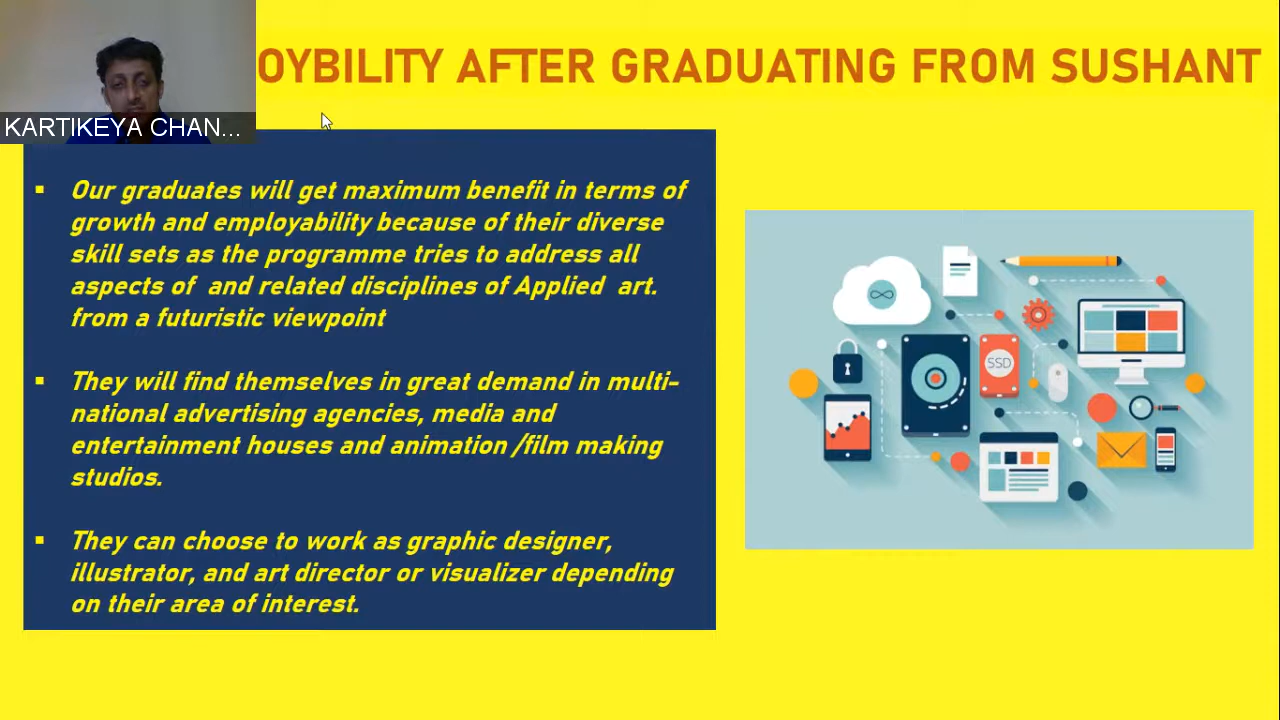 OYBILITY AFTER GRADUATING FROM SUSHANT
KARTIKEYA CHAN...
▪ Our graduates will get maximum benefit in terms of
growth and employability because of their diverse
skill sets as the programme tries to address all
aspects of and related disciplines of Applied art.
from a futuristic viewpoint
▪ They will find themselves in great demand in multi-
national advertising agencies, media and
entertainment houses and animation /film making
studios.
▪ They can choose to work as graphic designer,
illustrator, and art director or visualizer depending
on their area of interest.
SSD